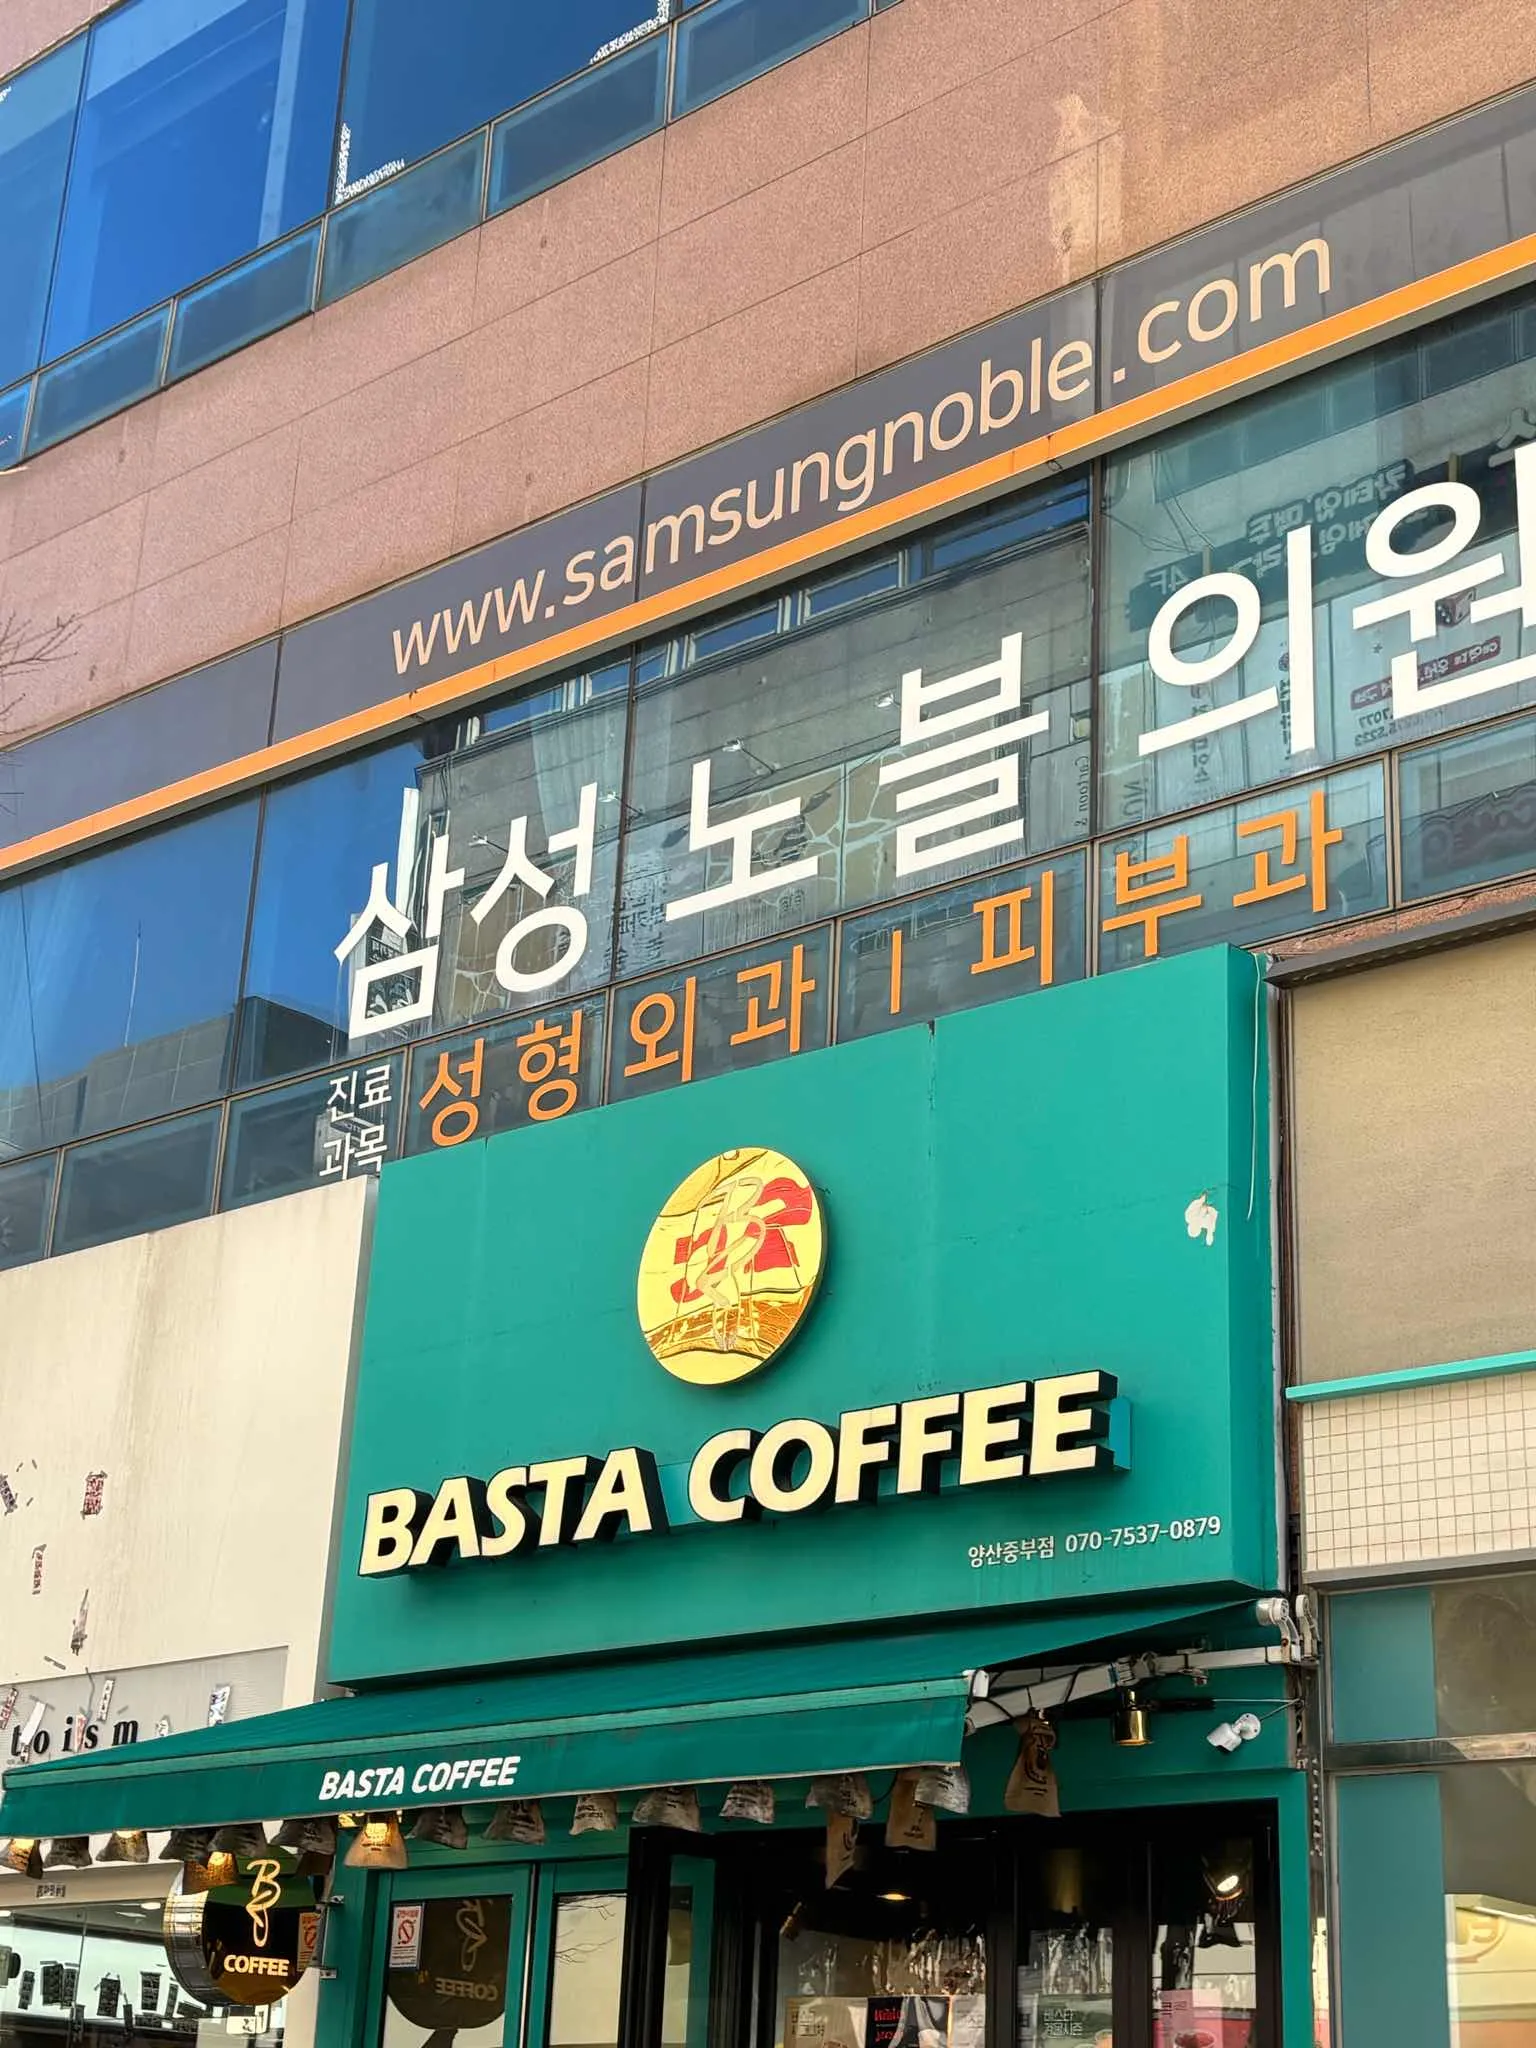 www.samsungnoble.com
삼성노블의원
진료
과목
성형외과 | 피부과
BASTA COFFEE
양산중부점 070-7537-0879
toism
BASTA COFFEE
COFFEE